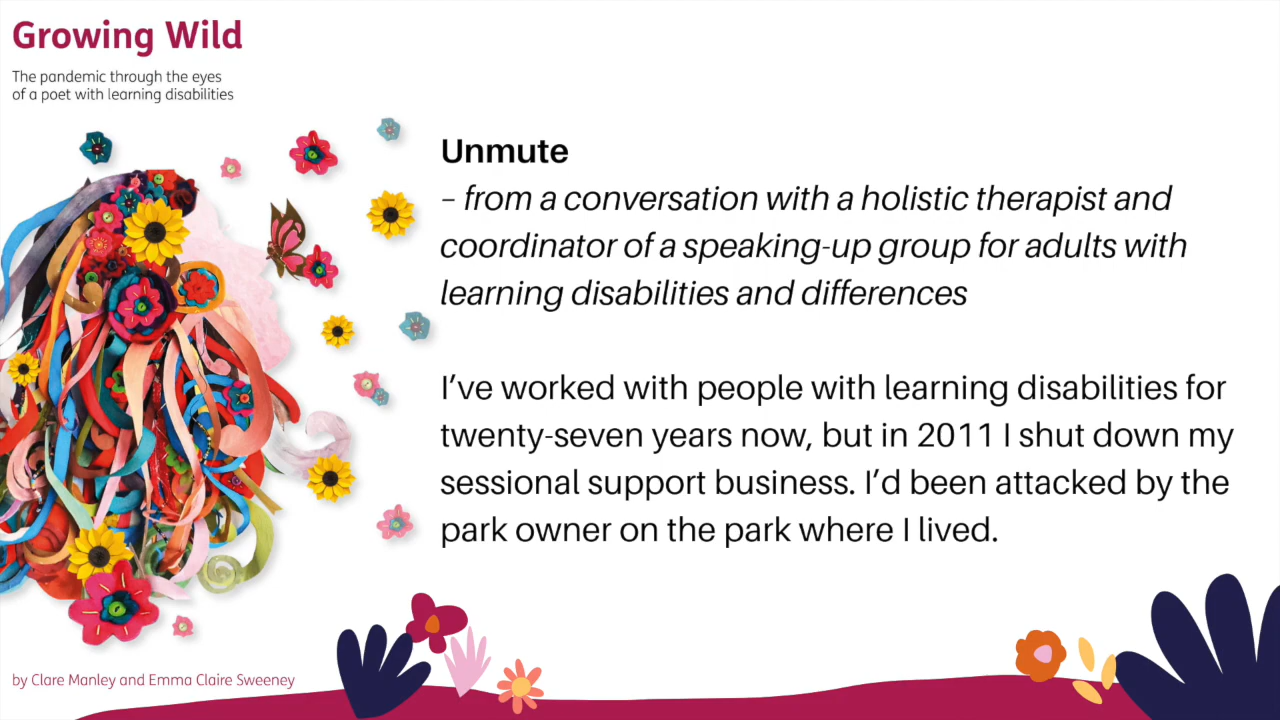 Growing Wild
The pandemic through the eyes
of a poet with learning disabilities
Unmute
– from a conversation with a holistic therapist and
coordinator of a speaking-up group for adults with
learning disabilities and differences
I’ve worked with people with learning disabilities for
twenty-seven years now, but in 2011 I shut down my
sessional support business. I’d been attacked by the
park owner on the park where I lived.
by Clare Manley and Emma Claire Sweeney